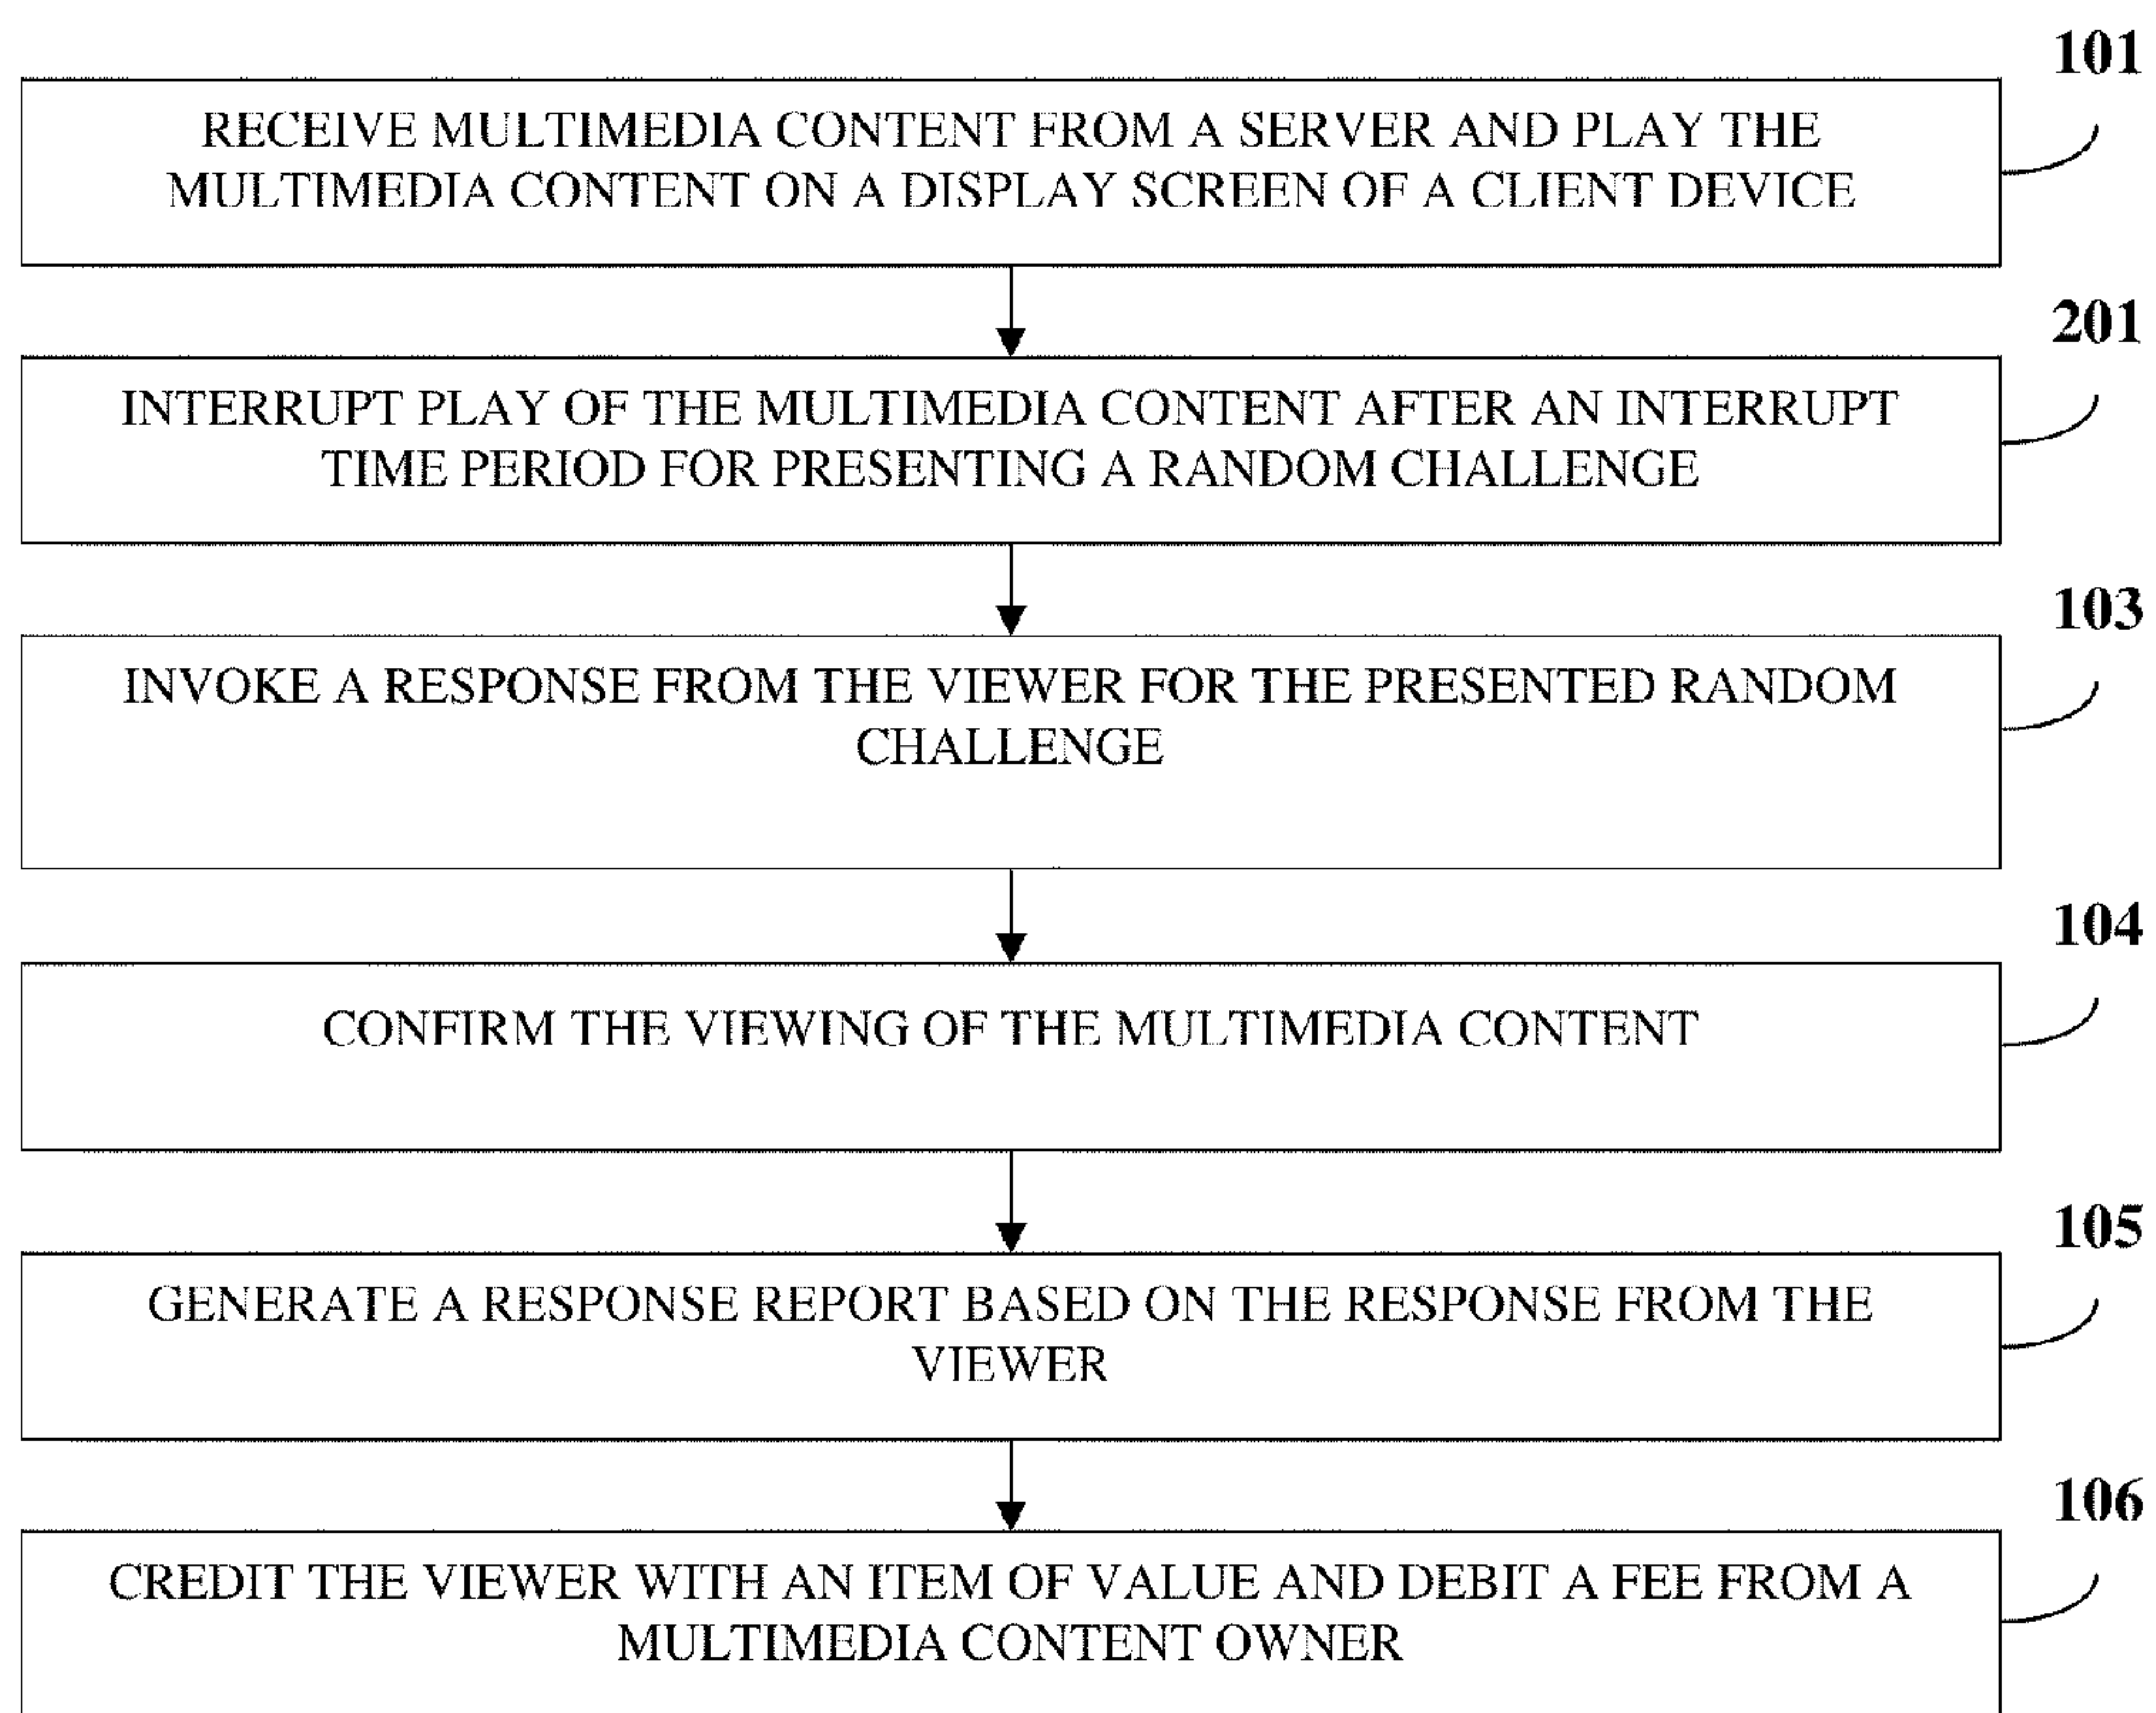 101
RECEIVE MULTIMEDIA CONTENT FROM A SERVER AND PLAY THE
MULTIMEDIA CONTENT ON A DISPLAY SCREEN OF A CLIENT DEVICE
201
INTERRUPT PLAY OF THE MULTIMEDIA CONTENT AFTER AN INTERRUPT
TIME PERIOD FOR PRESENTING A RANDOM CHALLENGE
103
INVOKE A RESPONSE FROM THE VIEWER FOR THE PRESENTED RANDOM
CHALLENGE
104
CONFIRM THE VIEWING OF THE MULTIMEDIA CONTENT
105
GENERATE A RESPONSE REPORT BASED ON THE RESPONSE FROM THE
VIEWER
106
CREDIT THE VIEWER WITH AN ITEM OF VALUE AND DEBIT A FEE FROM A
MULTIMEDIA CONTENT OWNER